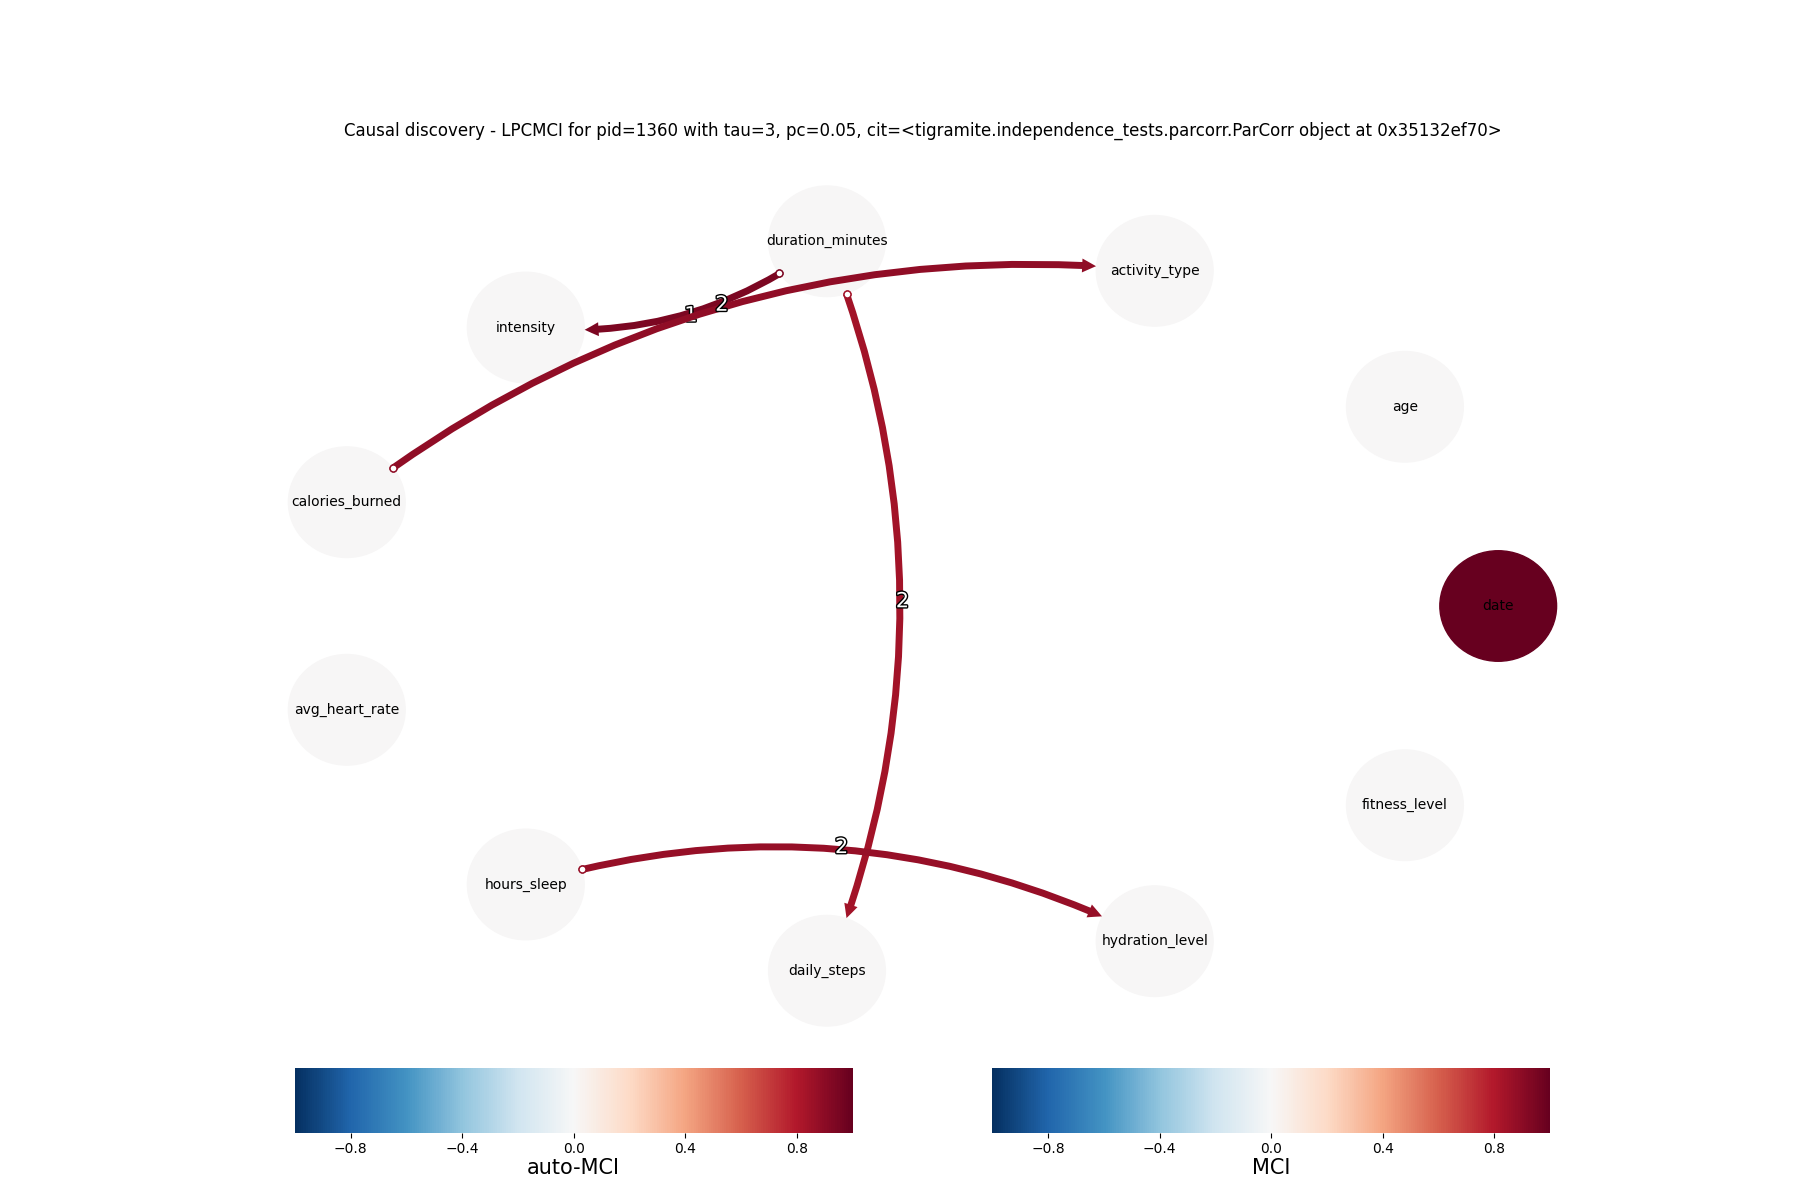 Causal discovery - LPCMCI for pid=1360 with tau=3, pc=0.05, cit=<tigramite.independence_tests.parcorr.ParCorr object at 0x35132ef70>
duration_minutes
activity_type
intensity
1
2
age
calories_burned
2
date
avg_heart_rate
fitness_level
2
hours_sleep
hydration_level
daily_steps
−0.8 −0.4 0.0 0.4 0.8
auto-MCI
−0.8 −0.4 0.0 0.4 0.8
MCI